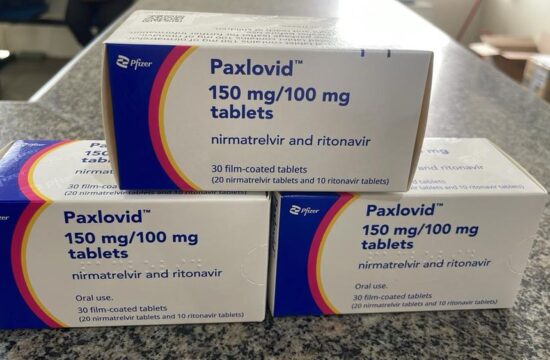 Pfizer
Paxlovid™
150 mg/100 mg
tablets
nirmatrelvir and ritonavir
30 film-coated tablets
(20 nirmatrelvir tablets and 10 ritonavir tablets)
Paxlovid™
150 mg/100 mg
tablets
nirmatrelvir and ritonavir
Oral use.
30 film-coated tablets
(20 nirmatrelvir tablets and 10 ritonavir tablets)
Pfizer
Paxlovid™
150 mg/100 mg
tablets
nirmatrelvir and ritonavir
Oral use.
30 film-coated tablets
(20 nirmatrelvir tablets and 10 ritonavir tablets)